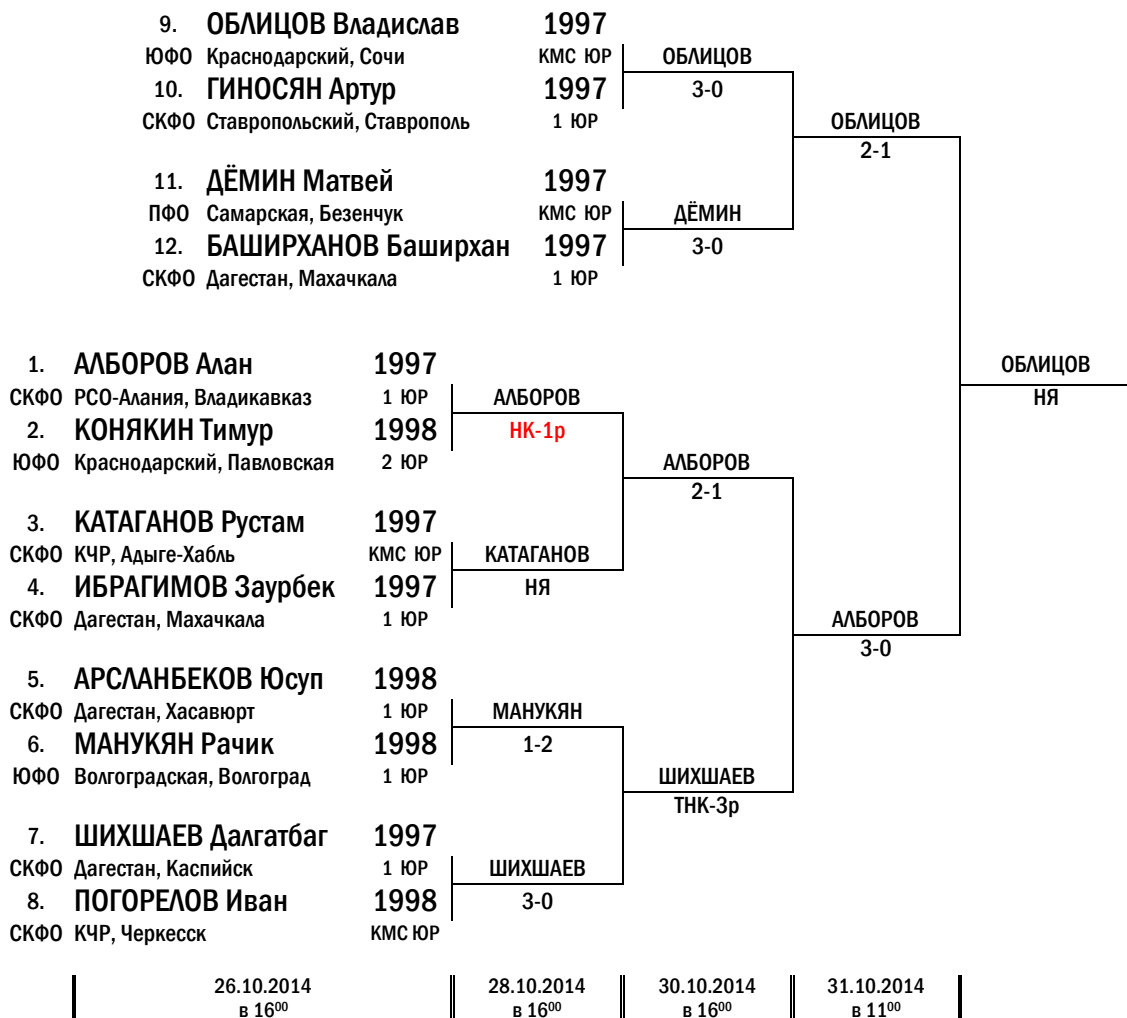 9. ОБЛИЦОВ Владислав 1997
ЮФО Краснодарский, Сочи КМС ЮР ОБЛИЦОВ
10. ГИНОСЯН Артур 1997 3-0
СКФО Ставропольский, Ставрополь 1 ЮР ОБЛИЦОВ
2-1
11. ДЁМИН Матвей 1997
ПФО Самарская, Безенчук КМС ЮР ДЁМИН
12. БАШИРХАНОВ Баширхан 1997 3-0
СКФО Дагестан, Махачкала 1 ЮР
1. АЛБОРОВ Алан 1997 ОБЛИЦОВ
СКФО РСО-Алания, Владикавказ 1 ЮР АЛБОРОВ НЯ
2. КОНЯКИН Тимур 1998 НК-1р
ЮФО Краснодарский, Павловская 2 ЮР АЛБОРОВ
2-1
3. КАТАГАНОВ Рустам 1997
СКФО КЧР, Адыге-Хабль КМС ЮР КАТАГАНОВ
4. ИБРАГИМОВ Заурбек 1997 НЯ
СКФО Дагестан, Махачкала 1 ЮР АЛБОРОВ
3-0
5. АРСЛАНБЕКОВ Юсуп 1998
СКФО Дагестан, Хасавюрт 1 ЮР МАНУКЯН
6. МАНУКЯН Рачик 1998 1-2
ЮФО Волгоградская, Волгоград 1 ЮР ШИХШАЕВ
ТНК-3р
7. ШИХШАЕВ Далгатбаг 1997
СКФО Дагестан, Каспийск 1 ЮР ШИХШАЕВ
8. ПОГОРЕЛОВ Иван 1998 3-0
СКФО КЧР, Черкесск КМС ЮР
26.10.2014 28.10.2014 30.10.2014 31.10.2014
в 16⁰⁰ в 16⁰⁰ в 16⁰⁰ в 11⁰⁰